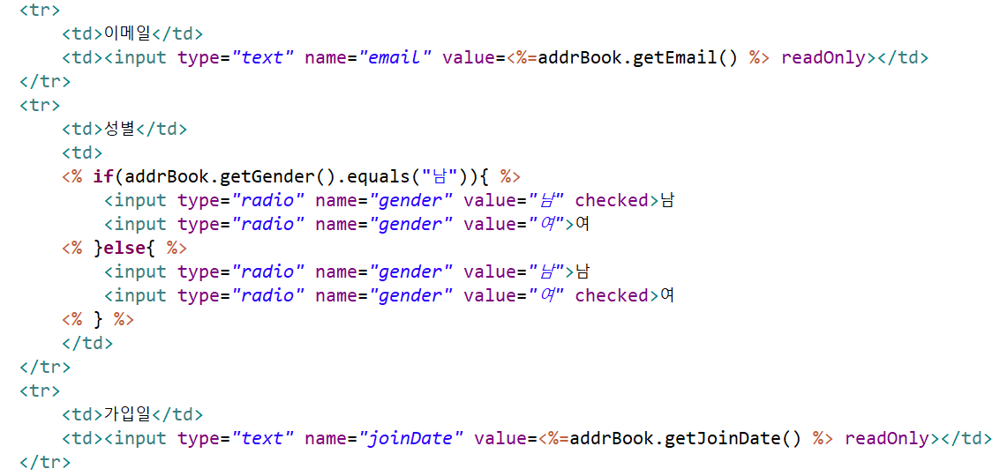 <tr>
<td>이메일</td>
<td><input type="text" name="email" value=<%=addrBook.getEmail() %> readOnly></td>
</tr>
<tr>
<td>성별</td>
<td>
<% if(addrBook.getGender().equals("남")){ %>
<input type="radio" name="gender" value="남" checked>남
<input type="radio" name="gender" value="여">여
<% }else{ %>
<input type="radio" name="gender" value="남">남
<input type="radio" name="gender" value="여" checked>여
<% } %>
</td>
</tr>
<tr>
<td>가입일</td>
<td><input type="text" name="joinDate" value=<%=addrBook.getJoinDate() %> readOnly></td>
</tr>